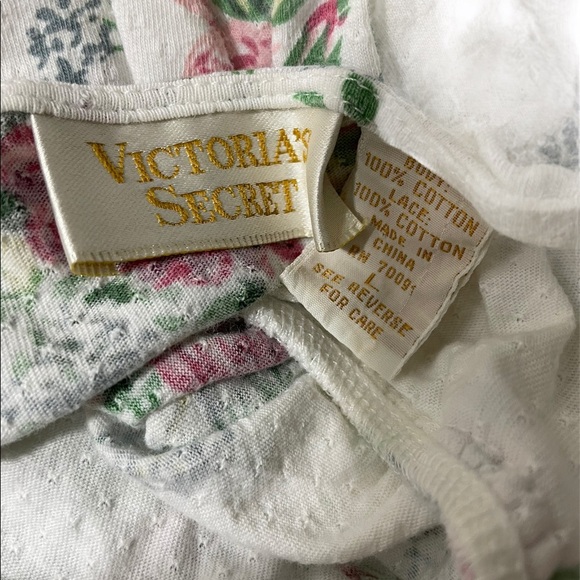 VICTORIA'S
SECRET
BODY:
100% COTTON
LACE:
100% COTTON
MADE IN
CHINA
RN 70091
L
SEE REVERSE
FOR CARE